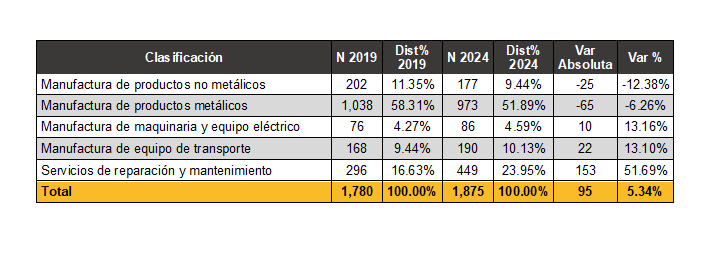 Clasificación N 2019 Dist% 2019 N 2024 Dist% 2024 Var Absoluta Var %
Manufactura de productos no metálicos 202 11.35% 177 9.44% -25 -12.38%
Manufactura de productos metálicos 1,038 58.31% 973 51.89% -65 -6.26%
Manufactura de maquinaria y equipo eléctrico 76 4.27% 86 4.59% 10 13.16%
Manufactura de equipo de transporte 168 9.44% 190 10.13% 22 13.10%
Servicios de reparación y mantenimiento 296 16.63% 449 23.95% 153 51.69%
Total 1,780 100.00% 1,875 100.00% 95 5.34%